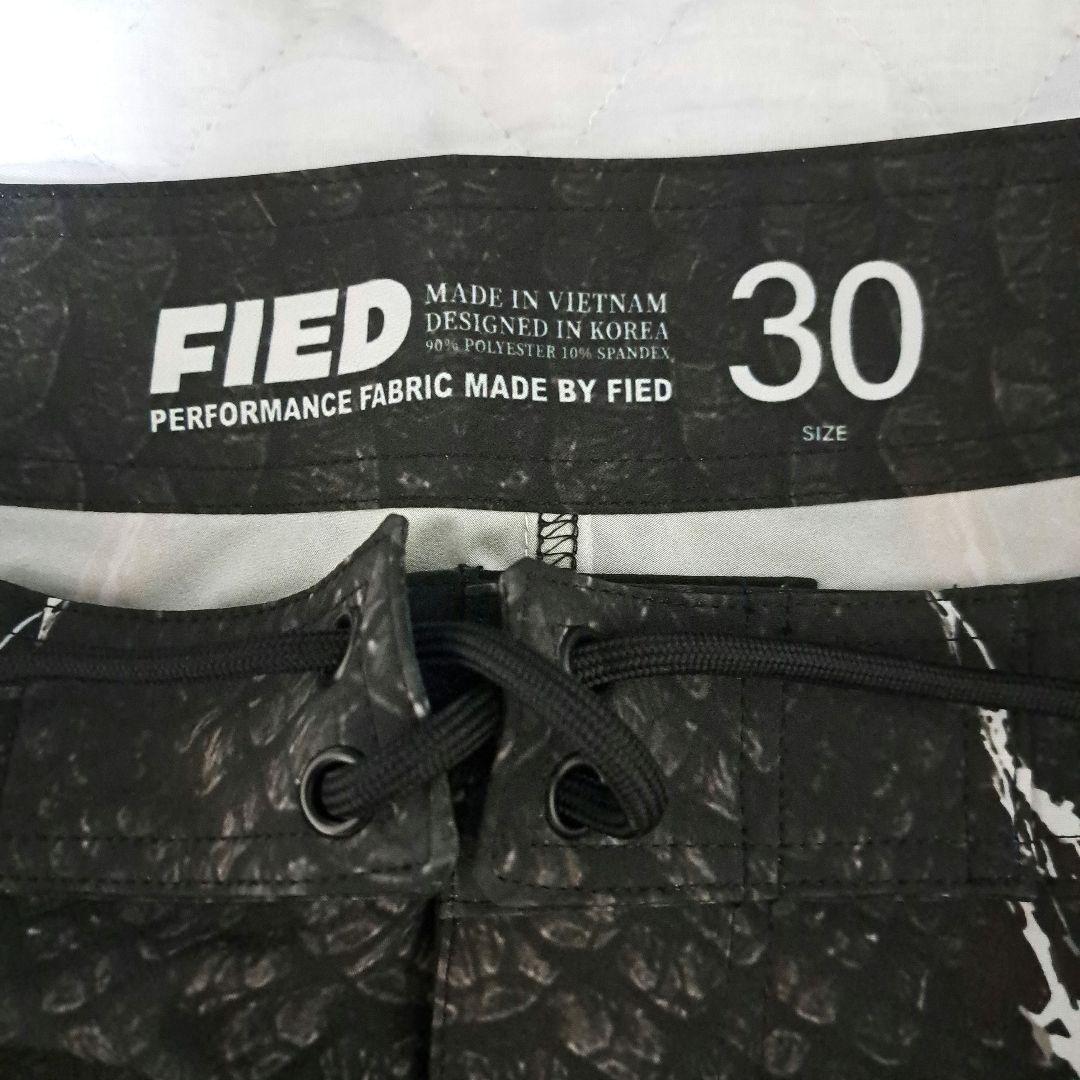 FIED
MADE IN VIETNAM
DESIGNED IN KOREA
90% POLYESTER 10% SPANDEX
PERFORMANCE FABRIC MADE BY FIED
30
SIZE